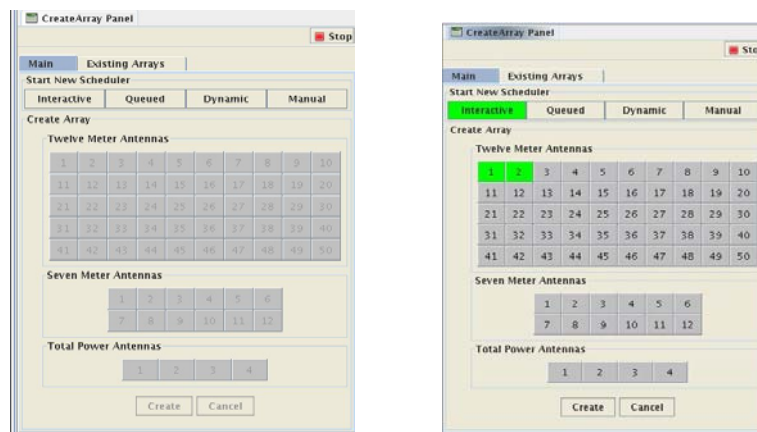 CreateArray Panel
Stop
Main Existing Arrays
Start New Scheduler
Interactive Queued Dynamic Manual
Create Array
Twelve Meter Antennas
1 2 3 4 5 6 7 8 9 10
11 12 13 14 15 16 17 18 19 20
21 22 23 24 25 26 27 28 29 30
31 32 33 34 35 36 37 38 39 40
41 42 43 44 45 46 47 48 49 50
Seven Meter Antennas
1 2 3 4 5 6
7 8 9 10 11 12
Total Power Antennas
1 2 3 4
Create Cancel
CreateArray Panel
Sto
Main Existing Arrays
Start New Scheduler
Interactive Queued Dynamic Manual
Create Array
Twelve Meter Antennas
1 2 3 4 5 6 7 8 9 10
11 12 13 14 15 16 17 18 19 20
21 22 23 24 25 26 27 28 29 30
31 32 33 34 35 36 37 38 39 40
41 42 43 44 45 46 47 48 49 50
Seven Meter Antennas
1 2 3 4 5 6
7 8 9 10 11 12
Total Power Antennas
1 2 3 4
Create Cancel